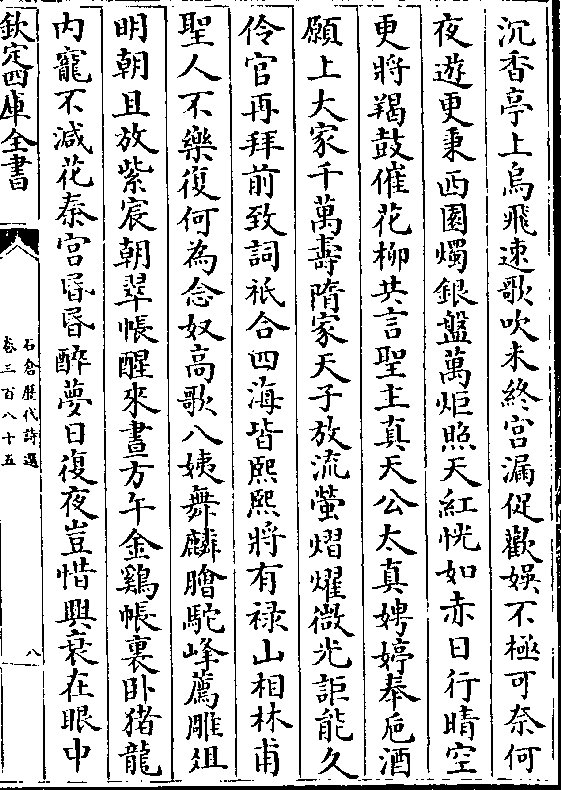 沉香亭上烏飛速歌吹未終宮漏促歡娛不極可奈何
夜遊更秉西園燭銀盤萬炬照天紅恍如赤日行晴空
更將羯鼓催花柳共言聖主真天公太真娉婷奉巵酒
願上大家千萬壽隋家天子放流螢熠燿微光詎能久
伶官再拜前致詞祗合四海皆熙熙將有祿山相林甫
聖人不樂復何為念奴高歌八姨舞麟膾駝峰薦雕俎
明朝且放紫宸朝翠帳醒來晝方午金鷄帳裏卧猪龍
内寵不減花秦宮昏昏醉夢日復夜豈惜興衰在眼中
欽定四庫全書
石倉歷代詩選
卷三百八十五
八